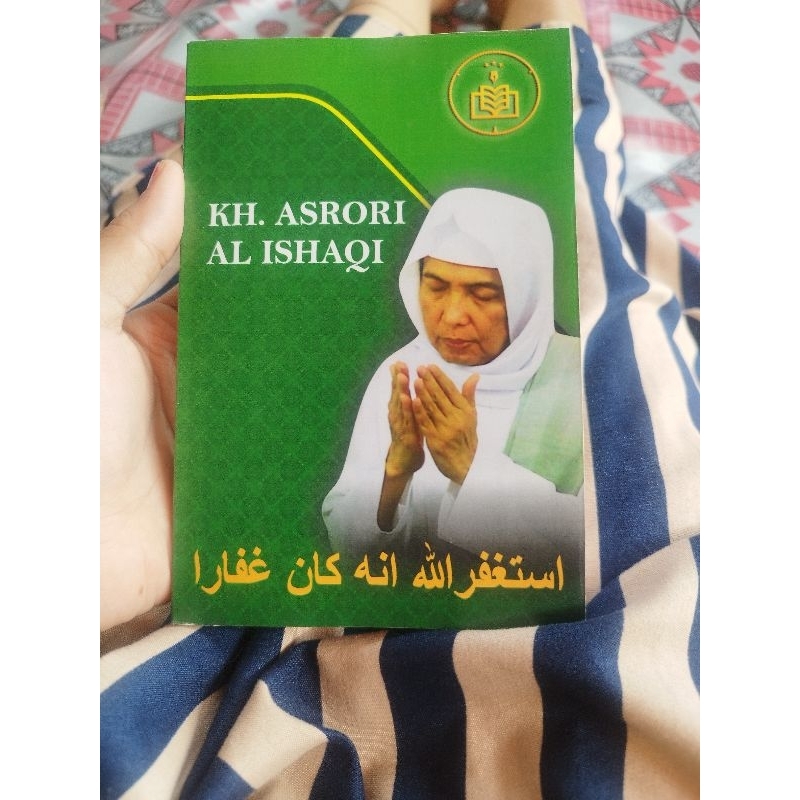 KH. ASRORI
AL ISHAQI
استغفرالله انه كان غفارا